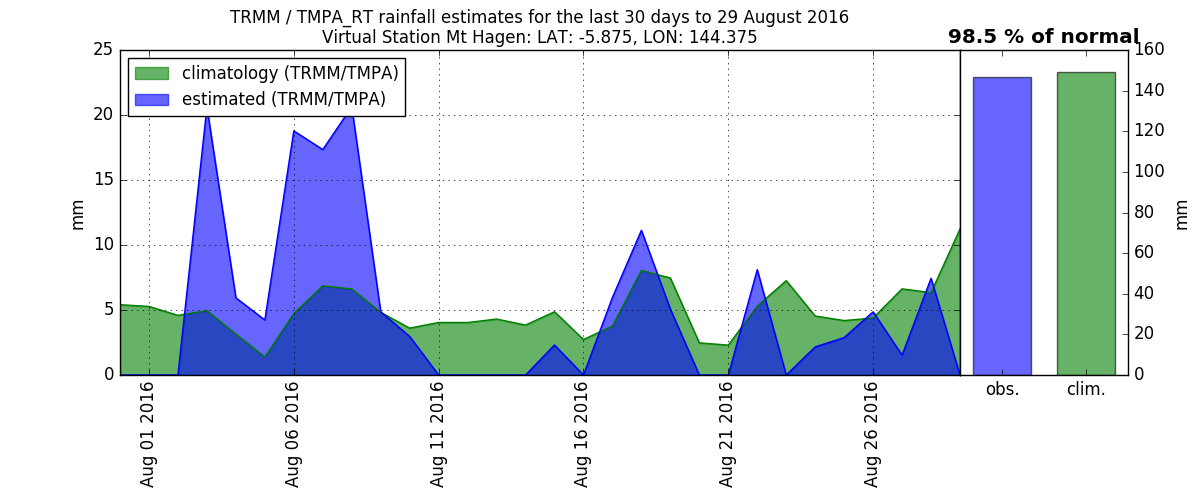 TRMM / TMPA_RT rainfall estimates for the last 30 days to 29 August 2016
Virtual Station Mt Hagen: LAT: -5.875, LON: 144.375
98.5 % of normal
climatology (TRMM/TMPA)
estimated (TRMM/TMPA)
25
20
15
10
5
0
mm
Aug 01 2016
Aug 06 2016
Aug 11 2016
Aug 16 2016
Aug 21 2016
Aug 26 2016
obs.
clim.
160
140
120
100
80
60
40
20
0
mm